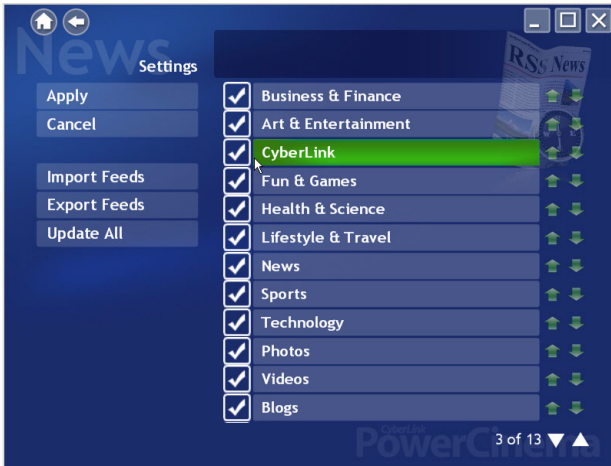 News
Settings
RSS News
Apply
Cancel
Import Feeds
Export Feeds
Update All
Business & Finance
Art & Entertainment
CyberLink
Fun & Games
Health & Science
Lifestyle & Travel
News
Sports
Technology
Photos
Videos
Blogs
3 of 13
CyberLink
PowerCinema